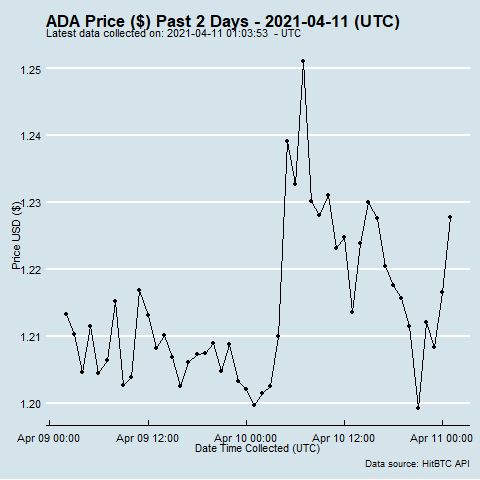 ADA Price ($) Past 2 Days - 2021-04-11 (UTC)
Latest data collected on: 2021-04-11 01:03:53 - UTC
1.25
1.24
1.23
1.22
1.21
1.20
Price USD ($)
Apr 09 00:00
Apr 09 12:00
Apr 10 00:00
Apr 10 12:00
Apr 11 00:00
Date Time Collected (UTC)
Data source: HitBTC API